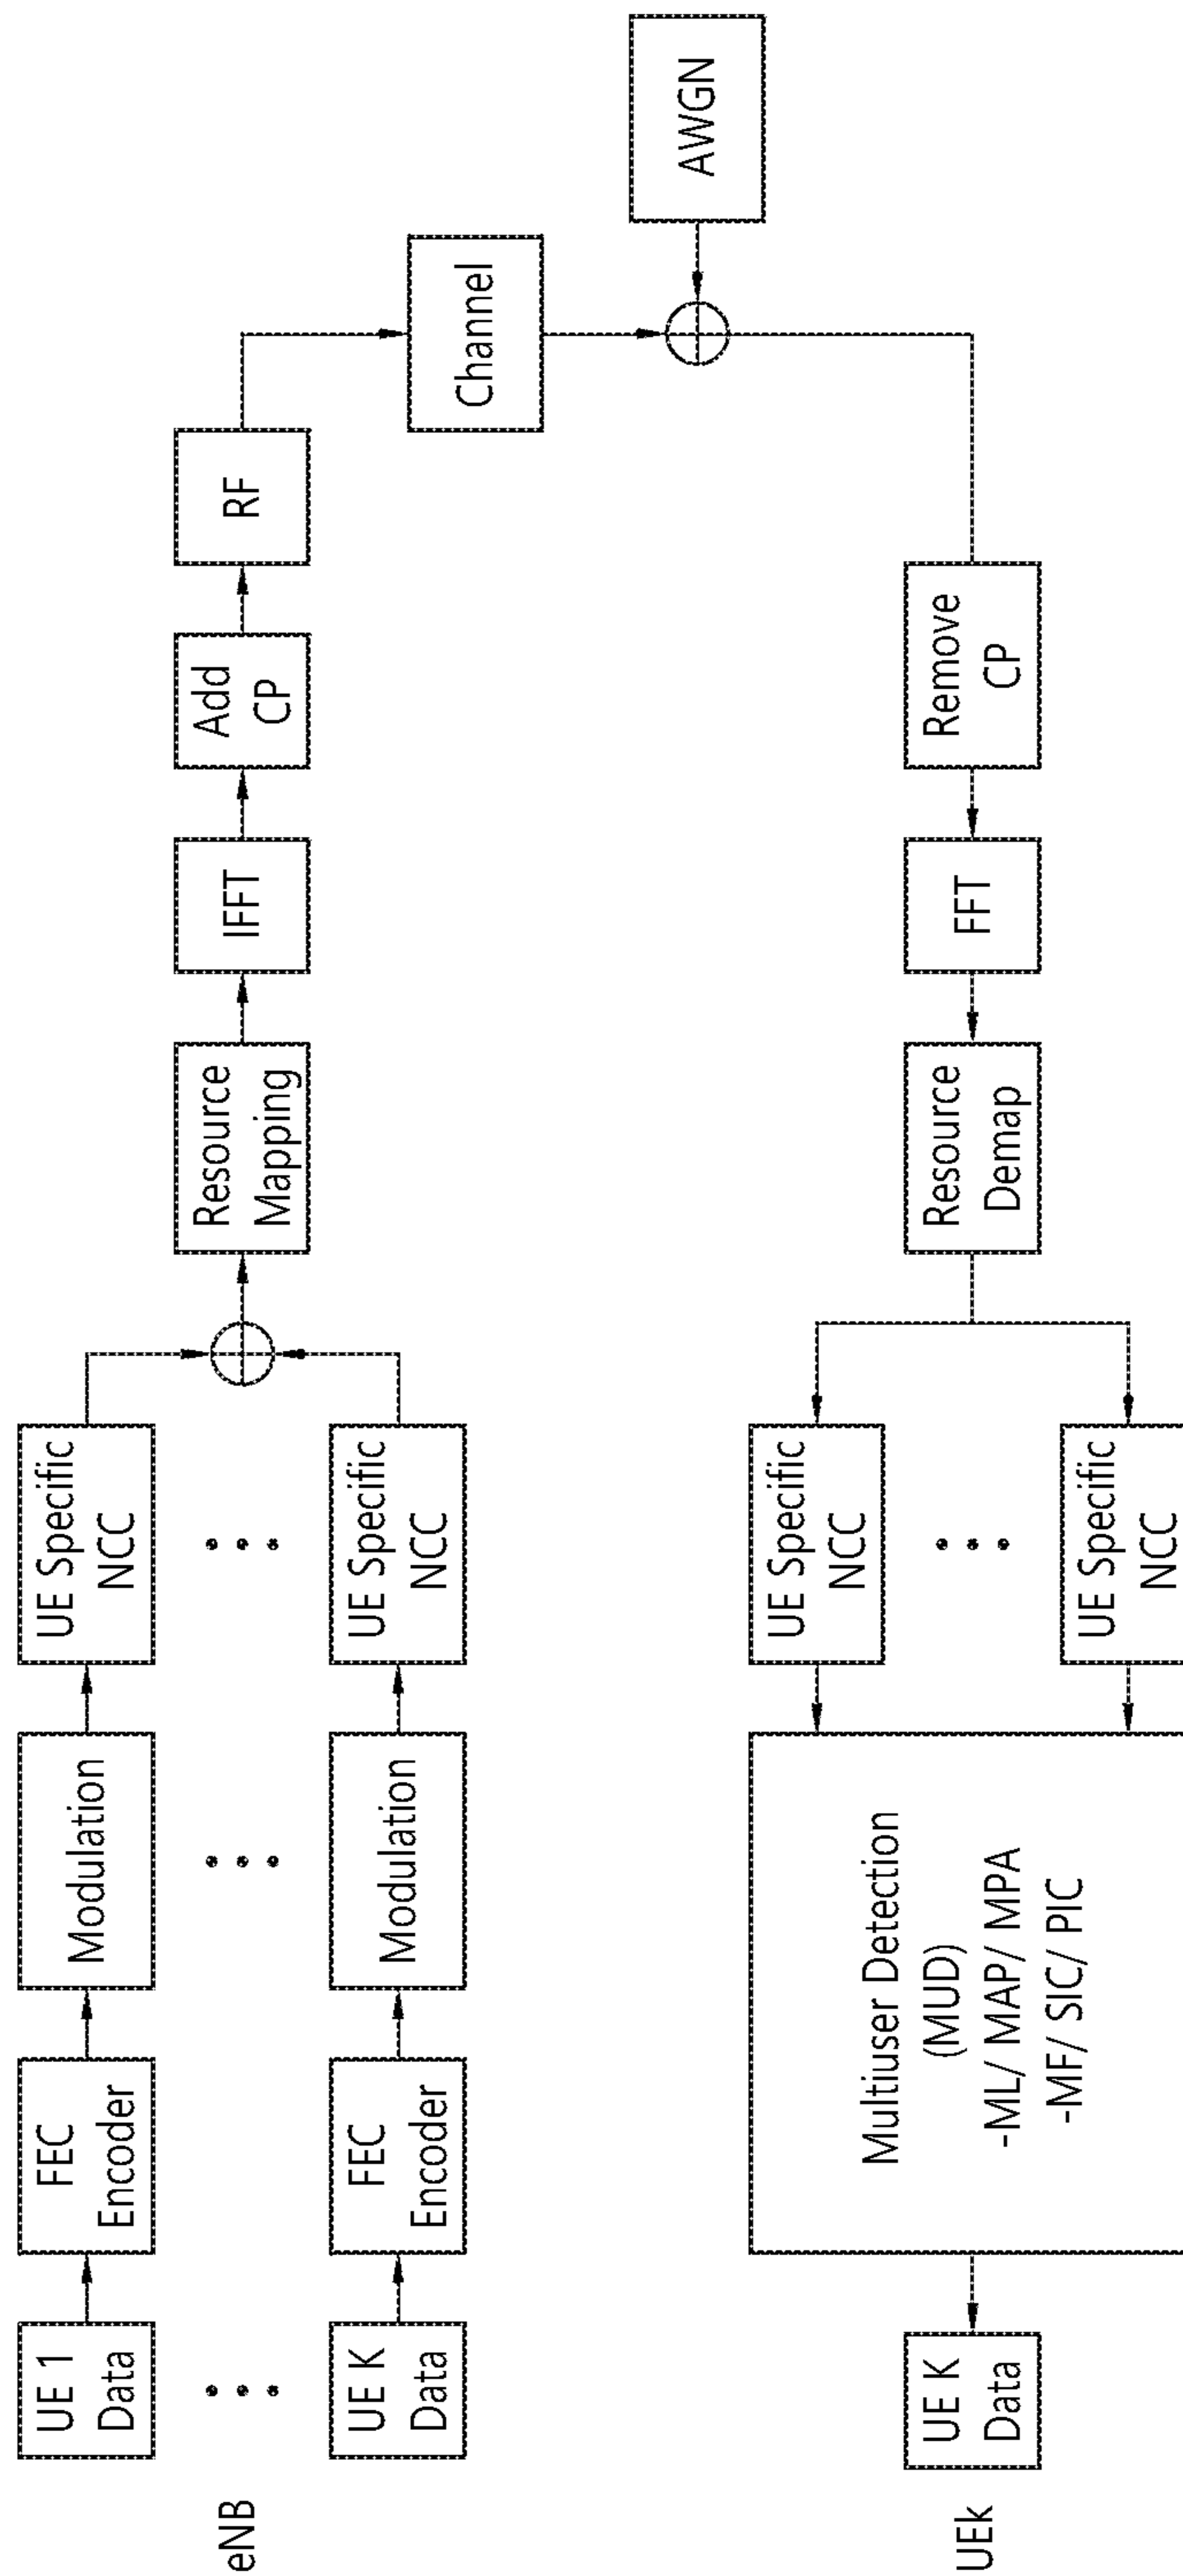 eNB
UE 1
Data
FEC
Encoder
Modulation
UE Specific
NCC
UE K
Data
FEC
Encoder
Modulation
UE Specific
NCC
Resource
Mapping
IFFT
Add
CP
RF
Channel
AWGN
UEk
UE K
Data
Multiuser Detection
(MUD)
-ML/ MAP/ MPA
-MF/ SIC/ PIC
UE Specific
NCC
UE Specific
NCC
Resource
Demap
FFT
Remove
CP